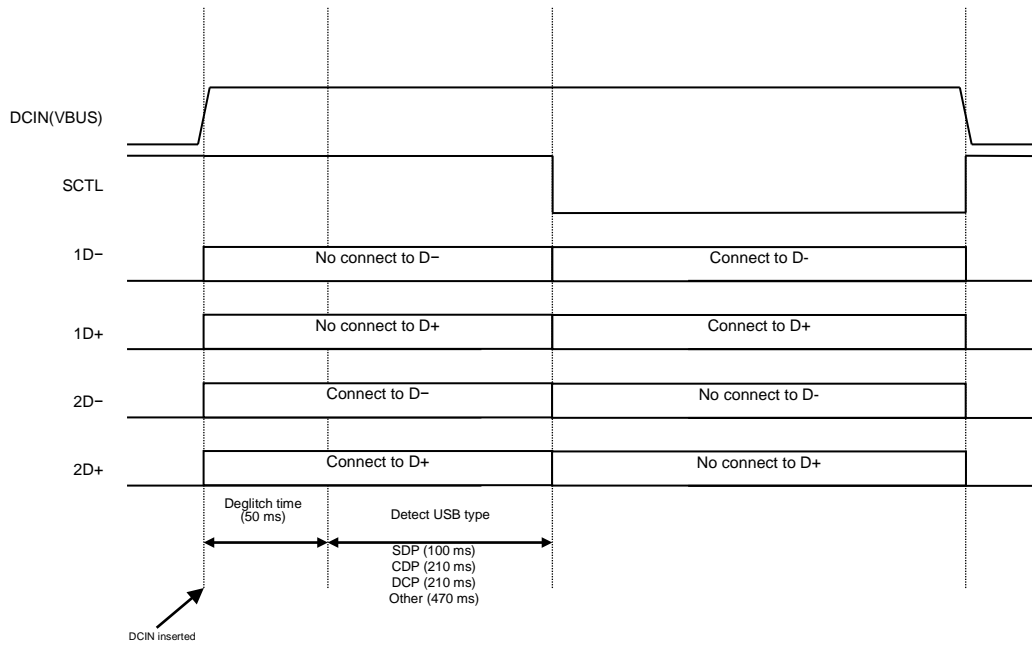 DCIN(VBUS)
SCTL
1D−
No connect to D−
Connect to D-
1D+
No connect to D+
Connect to D+
2D−
Connect to D−
No connect to D-
2D+
Connect to D+
No connect to D+
Deglitch time
(50 ms)
Detect USB type
SDP (100 ms)
CDP (210 ms)
DCP (210 ms)
Other (470 ms)
DCIN inserted